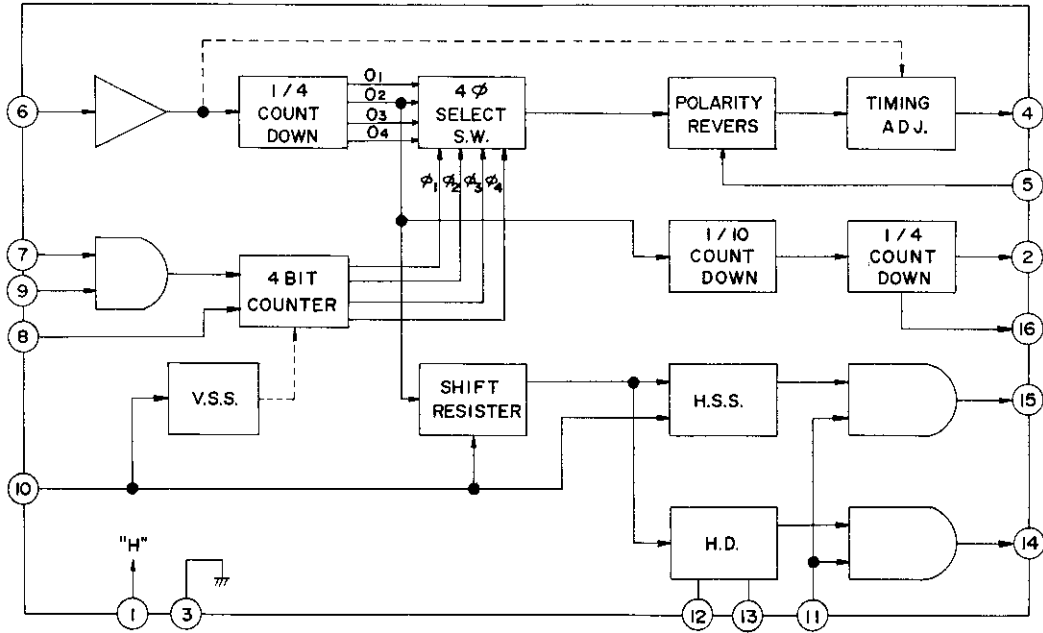 6
1/4
COUNT
DOWN
O1
O2
O3
O4
4Ø
SELECT
S.W.
POLARITY
REVERS
TIMING
ADJ.
4
5
ø1 ø2 ø3 ø4
7
9
8
4 BIT
COUNTER
1/10
COUNT
DOWN
1/4
COUNT
DOWN
2
16
V.S.S.
SHIFT
RESISTER
H.S.S.
15
10
H.D.
14
"H"
1
3
12
13
11